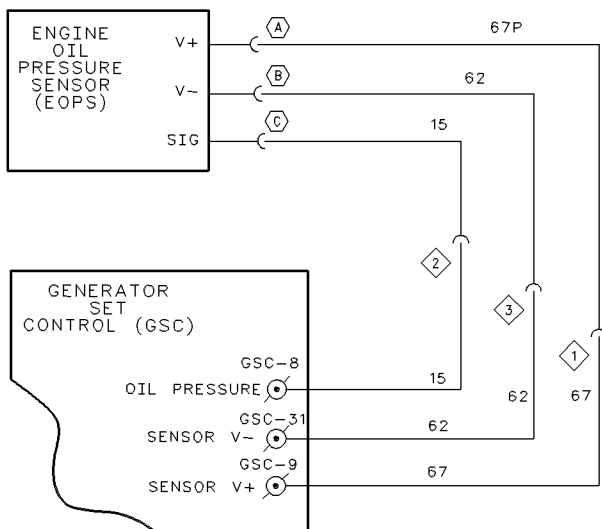 ENGINE
OIL
PRESSURE
SENSOR
(EOPS)
V+
A
67P
V-
B
62
SIG
C
15
2
3
1
GENERATOR
SET
CONTROL (GSC)
GSC-8
OIL PRESSURE
15
62
67
GSC-31
SENSOR V-
62
GSC-9
SENSOR V+
67